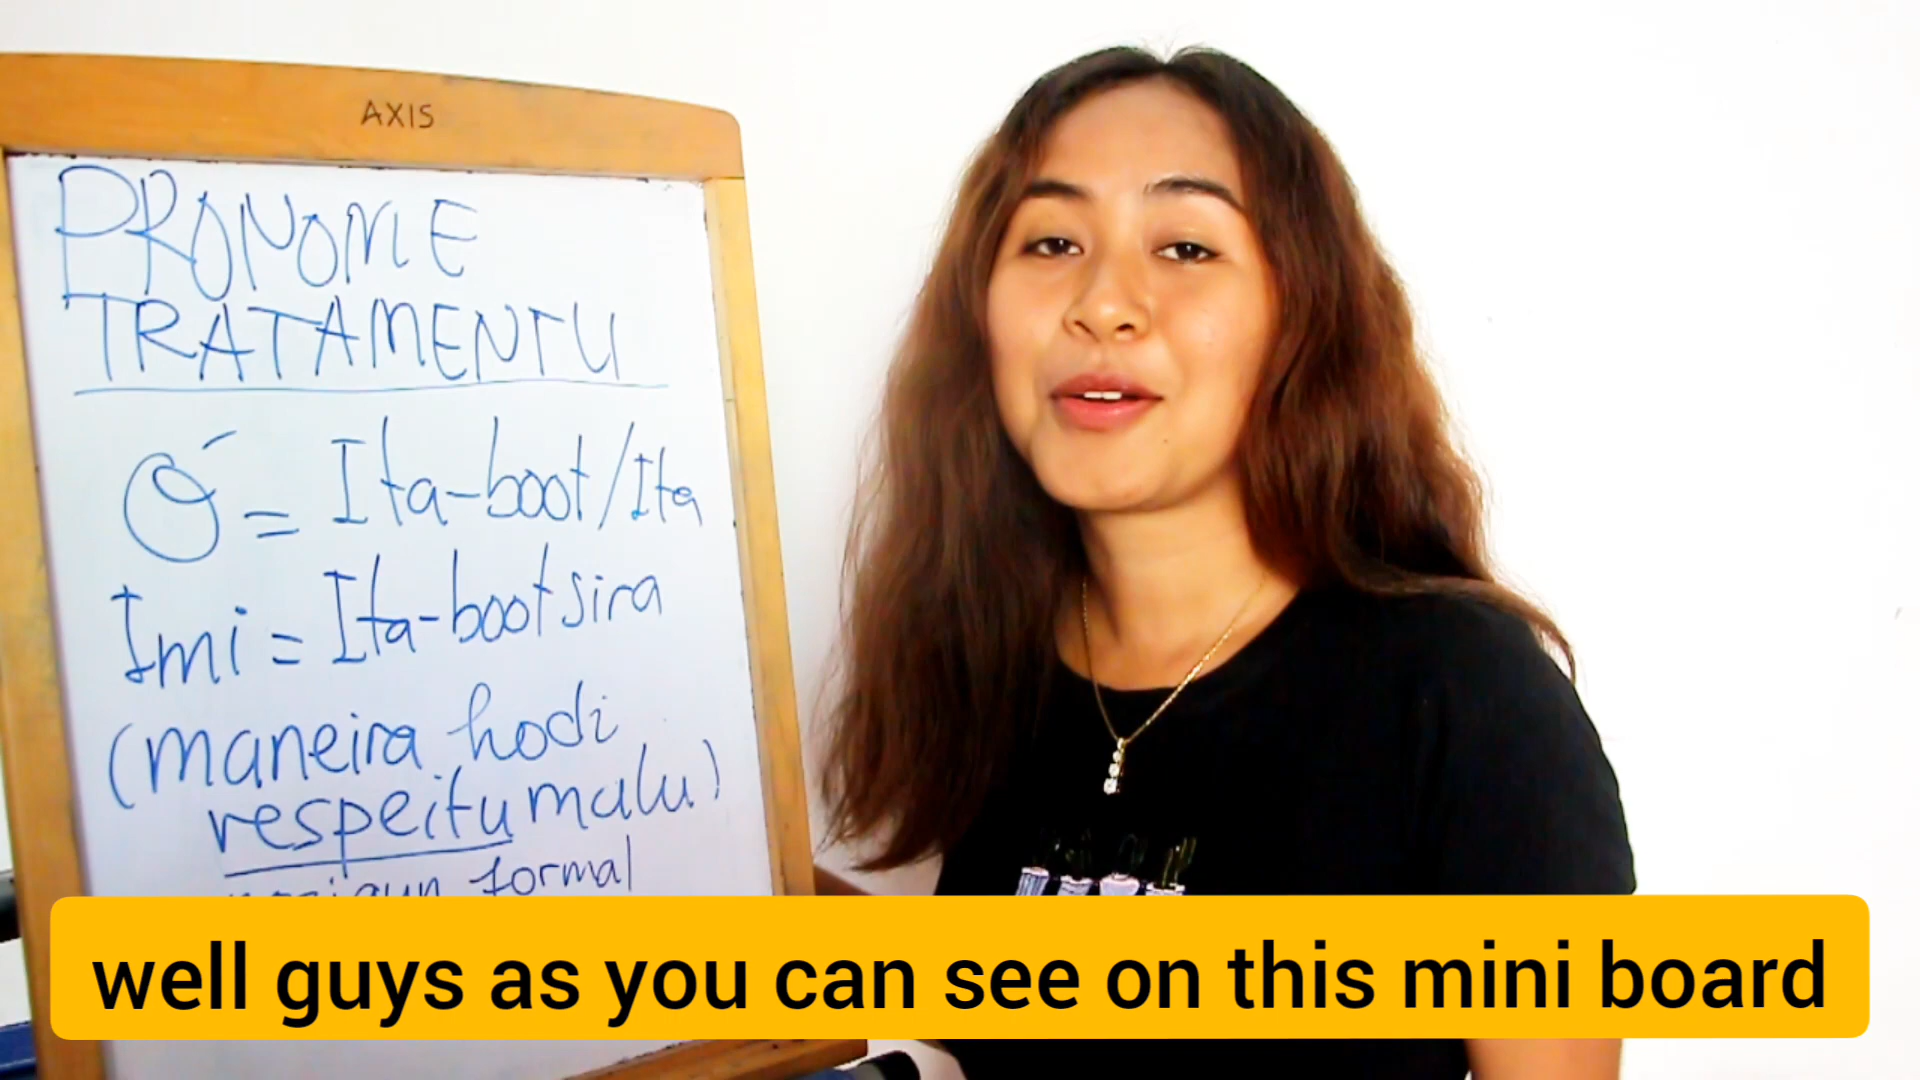 AXIS
PRONOME
TRATAMENTU
Ó = Ita-boot/Ita
Imi = Ita-boot sira
(maneira hodi
respeitu malu)
formal
well guys as you can see on this mini board